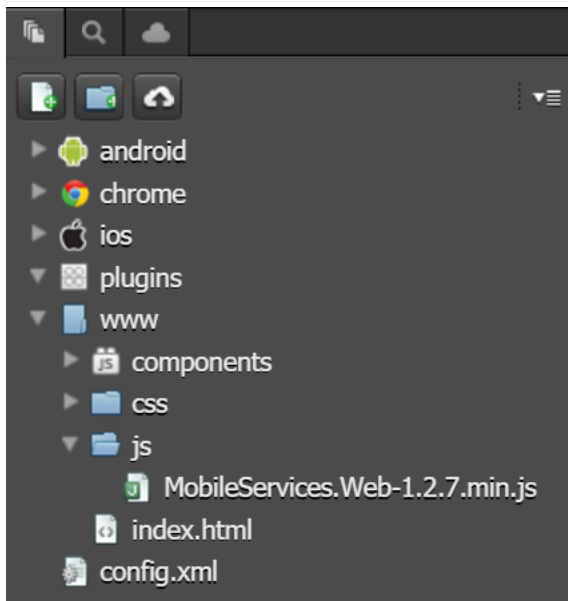 android
chrome
ios
plugins
www
JS components
css
js
MobileServices.Web-1.2.7.min.js
index.html
config.xml